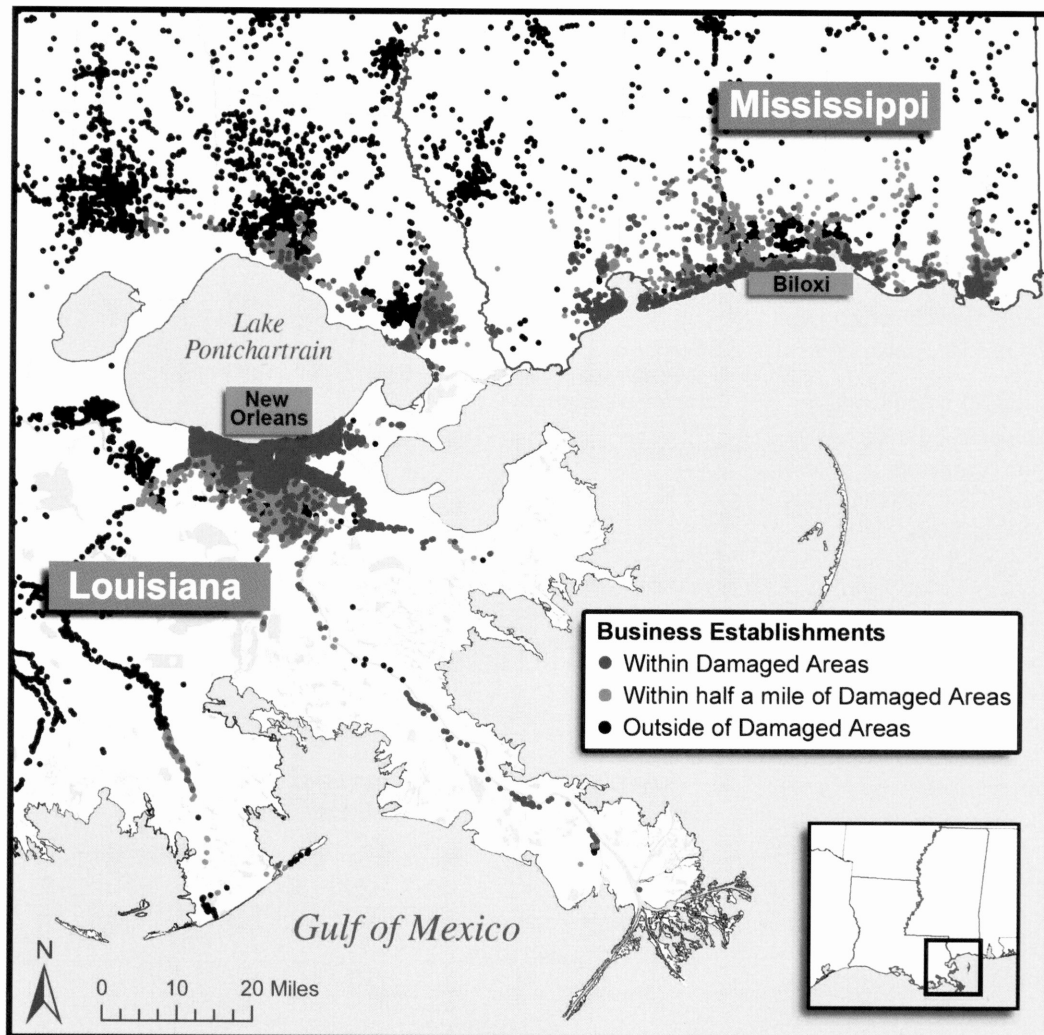 Mississippi
Biloxi
Lake
Pontchartrain
New
Orleans
Louisiana
Business Establishments
Within Damaged Areas
Within half a mile of Damaged Areas
Outside of Damaged Areas
Gulf of Mexico
N
0 10 20 Miles